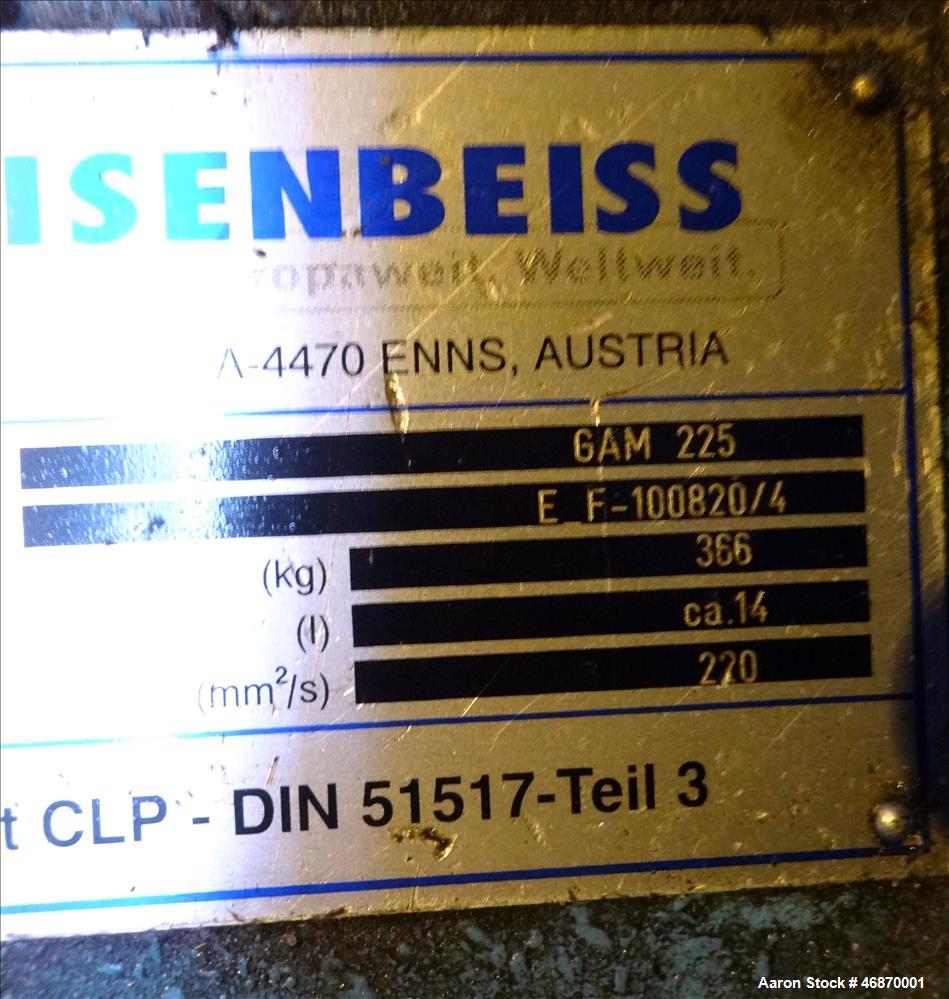 ISENBEISS
ropaweit. Weltweit.
A-4470 ENNS, AUSTRIA
GAM 225
E F-100820/4
(kg) 366
(l) ca.14
(mm²/s) 220
t CLP - DIN 51517-Teil 3
Aaron Stock # 46870001